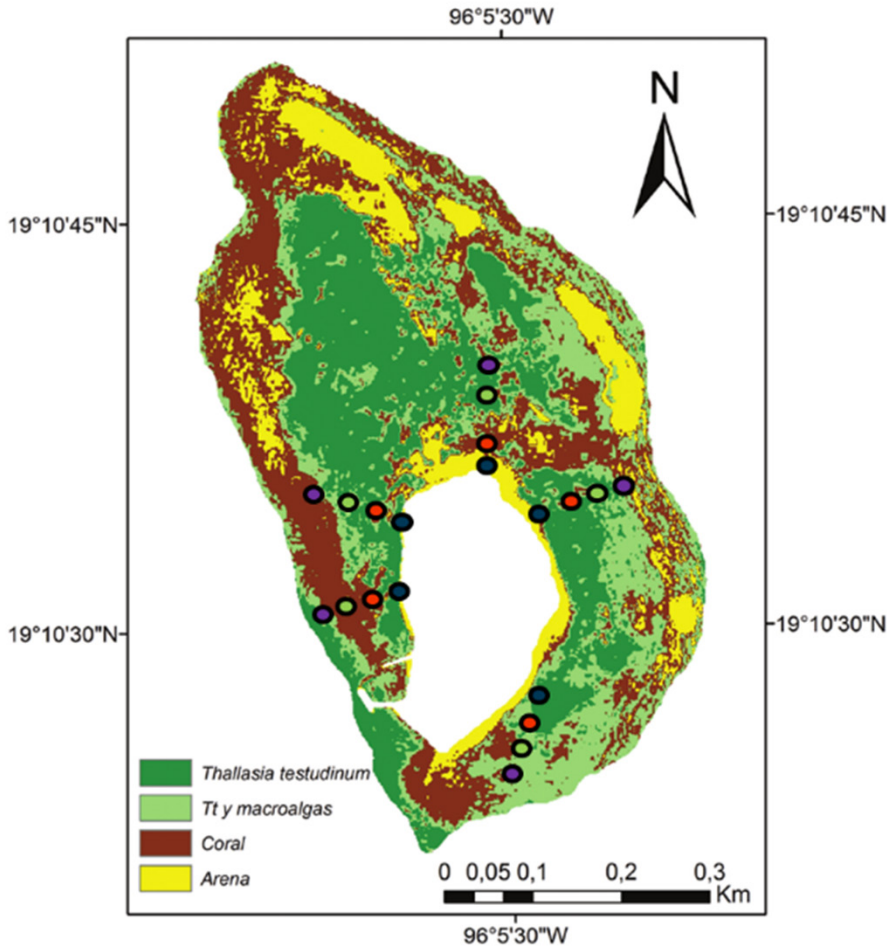 96°5'30"W
N
19°10'45"N
19°10'45"N
19°10'30"N
19°10'30"N
Thallasia testudinum
Tt y macroalgas
Coral
Arena
0 0,05 0,1 0,2 0,3
Km
96°5'30"W